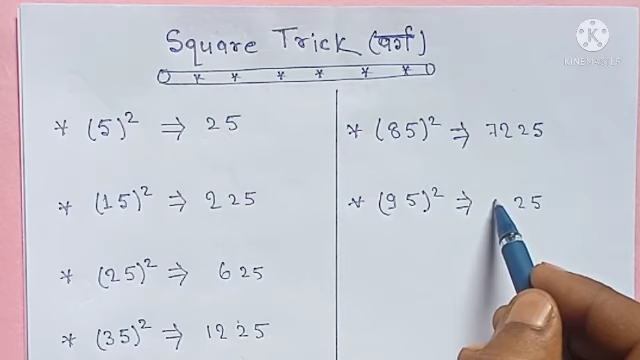 Square Trick (वर्ग)
* (5)² ⇒ 25
* (15)² ⇒ 225
* (25)² ⇒ 625
* (35)² ⇒ 1225
* (85)² ⇒ 7225
* (95)² ⇒ 25
KINEMASTER